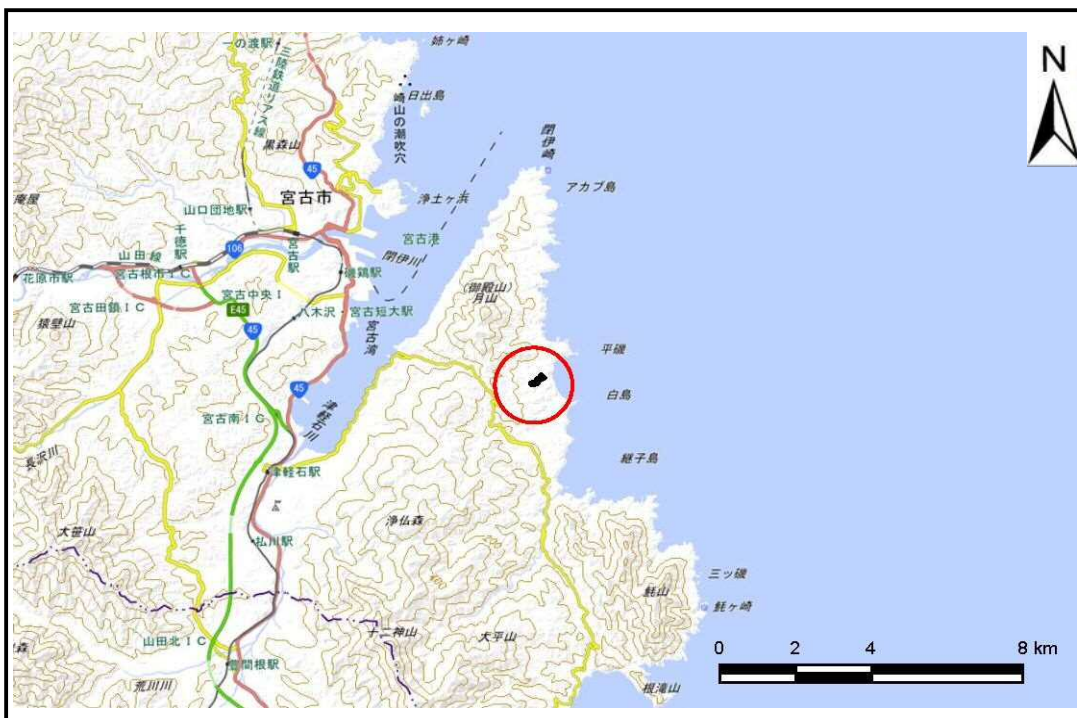 姉ヶ崎
一の渡駅
三陸鉄道リアス線
日出島
崎山の潮吹穴
黒森山
閉伊崎
N
45
アカブ島
宮古市
浄土ヶ浜
山口団地駅
千徳駅
宮古港
106
山田線
宮古駅
閉伊川
磯鶏駅
花原市駅
宮古根市IC
(御殿山)
月山
宮古田鎖IC
宮古中央I
E45
八木沢・宮古短大駅
猿壁山
45
宮古湾
平磯
45
白島
津軽石川
宮古南IC
長沢川
継子島
津軽石駅
浄仏森
大笹山
払川駅
400
三ッ磯
魹山
魹ヶ崎
山田北IC
十二神山
大平山
豊間根駅
0 2 4 8 km
荒川川
根滝山